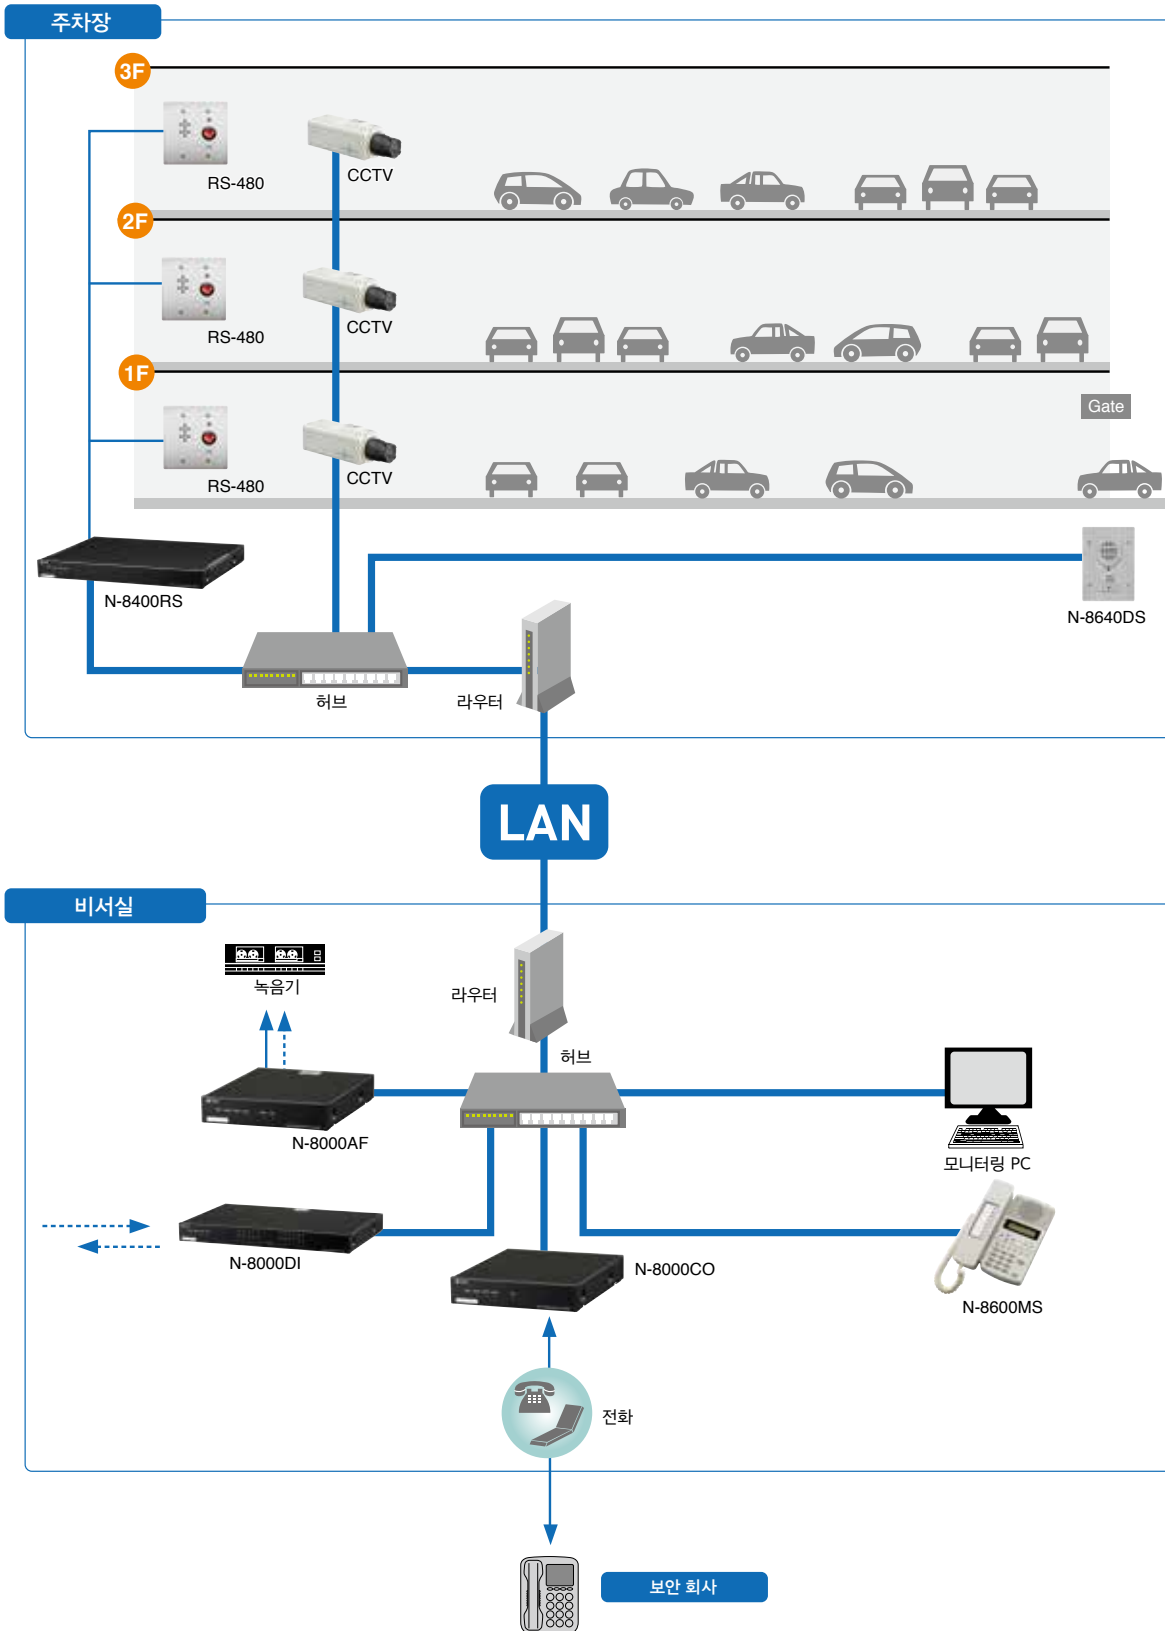 주차장
3F
RS-480
CCTV
2F
RS-480
CCTV
1F
Gate
RS-480
CCTV
N-8400RS
N-8640DS
허브
라우터
LAN
비서실
녹음기
라우터
허브
N-8000AF
모니터링 PC
N-8000DI
N-8000CO
N-8600MS
전화
보안 회사